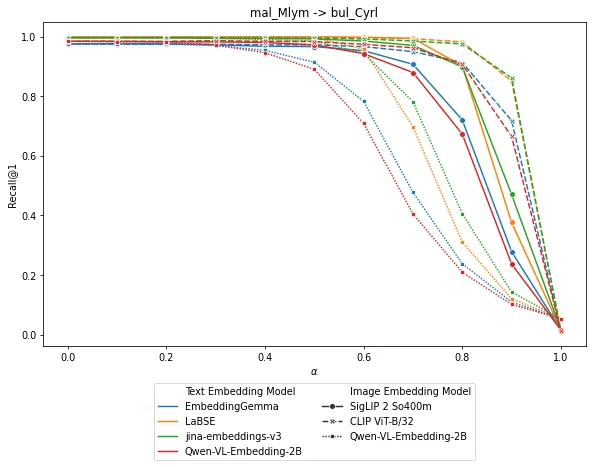 mal_Mlym -> bul_Cyrl
Recall@1
1.0
0.8
0.6
0.4
0.2
0.0
0.0 0.2 0.4 0.6 0.8 1.0
α
Text Embedding Model
EmbeddingGemma
LaBSE
jina-embeddings-v3
Qwen-VL-Embedding-2B
Image Embedding Model
SigLIP 2 So400m
CLIP ViT-B/32
Qwen-VL-Embedding-2B